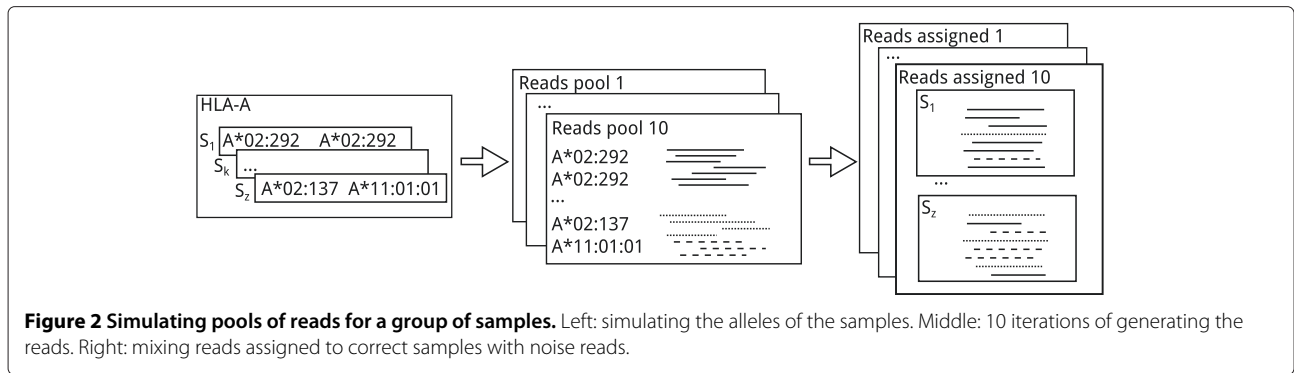 HLA-A
S1 A*02:292 A*02:292
Sk ...
Sz A*02:137 A*11:01:01
Reads pool 1
...
Reads pool 10
A*02:292
A*02:292
...
A*02:137
A*11:01:01
Reads assigned 1
...
Reads assigned 10
S1
...
Sz
Figure 2 Simulating pools of reads for a group of samples. Left: simulating the alleles of the samples. Middle: 10 iterations of generating the
reads. Right: mixing reads assigned to correct samples with noise reads.